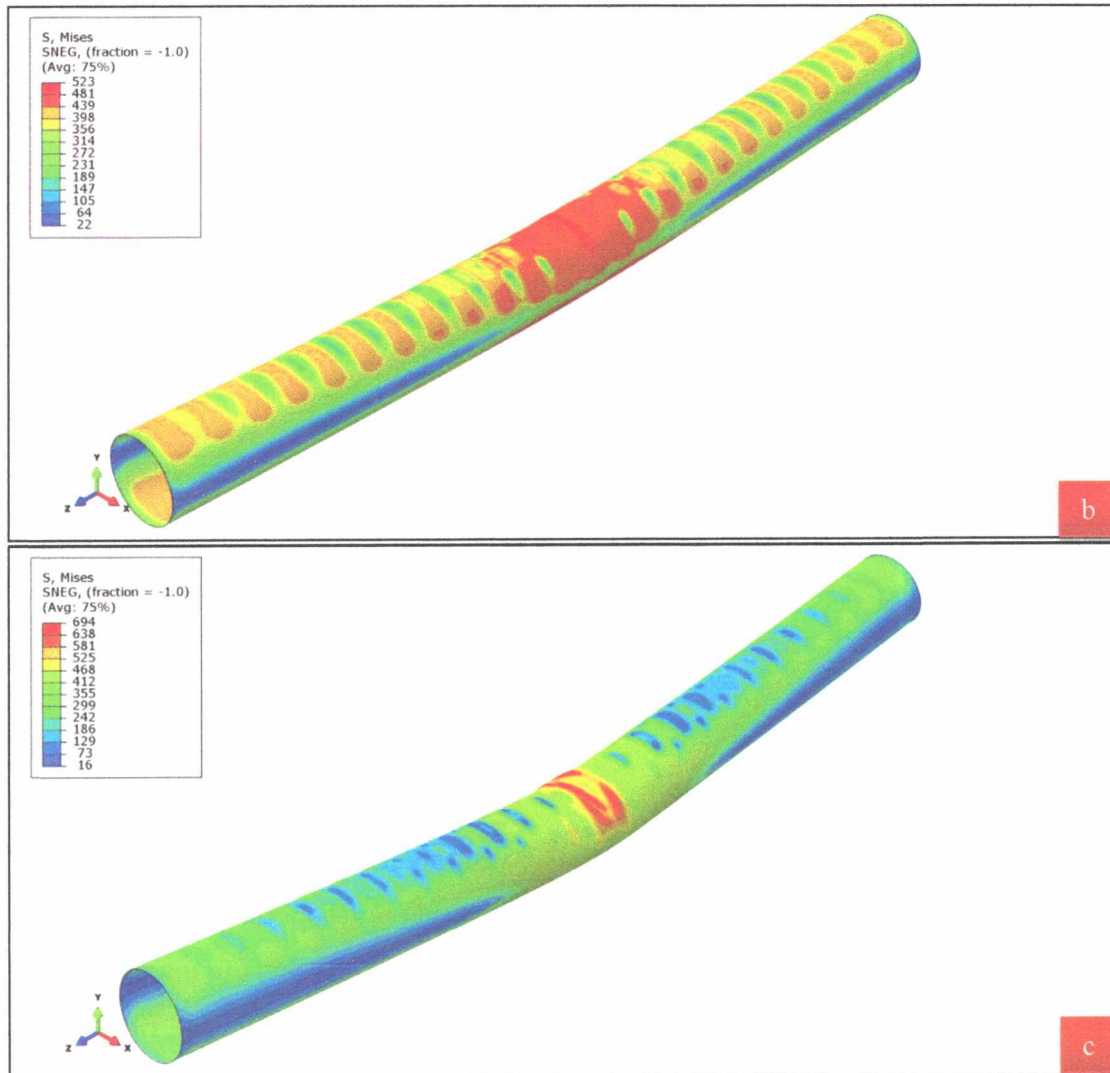 S, Mises
SNEG, (fraction = -1.0)
(Avg: 75%)
523
481
439
398
356
314
272
231
189
147
105
64
22
Y
Z
X
b
S, Mises
SNEG, (fraction = -1.0)
(Avg: 75%)
694
638
581
525
468
412
355
299
242
186
129
73
16
Y
Z
X
c